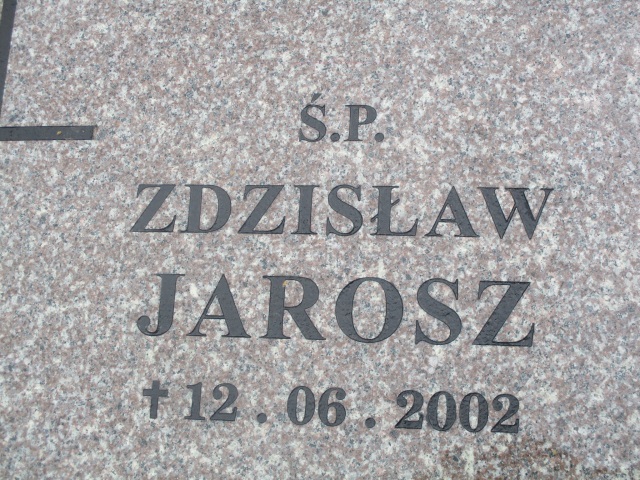 Ś.P.
ZDZISŁAW
JAROSZ
✝ 12.06.2002